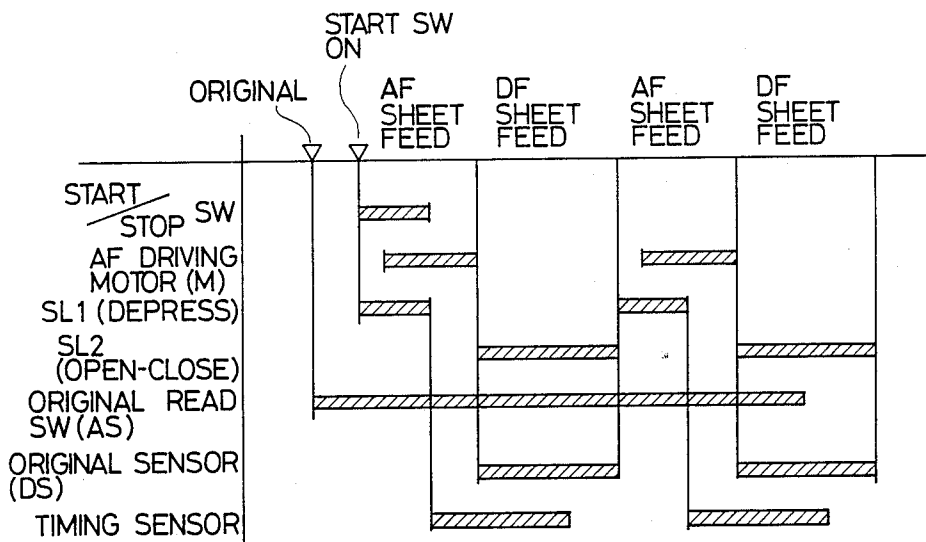 START SW
ON
ORIGINAL
AF
SHEET
FEED
DF
SHEET
FEED
AF
SHEET
FEED
DF
SHEET
FEED
START/STOP SW
AF DRIVING
MOTOR (M)
SL1 (DEPRESS)
SL2
(OPEN-CLOSE)
ORIGINAL READ
SW (AS)
ORIGINAL SENSOR
(DS)
TIMING SENSOR